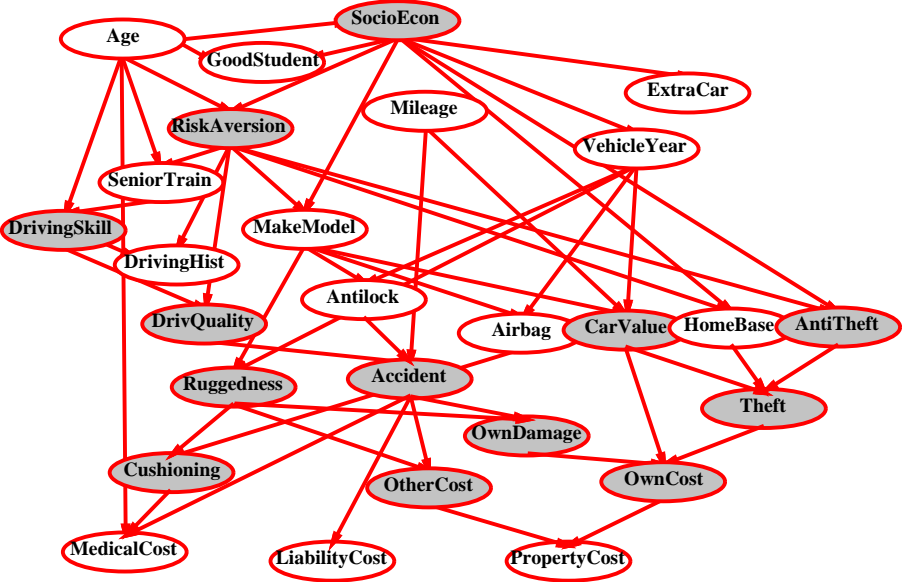 SocioEcon
Age
GoodStudent
ExtraCar
Mileage
RiskAversion
VehicleYear
SeniorTrain
DrivingSkill
MakeModel
DrivingHist
Antilock
DrivQuality
Airbag
CarValue
HomeBase
AntiTheft
Ruggedness
Accident
Theft
OwnDamage
Cushioning
OtherCost
OwnCost
MedicalCost
LiabilityCost
PropertyCost